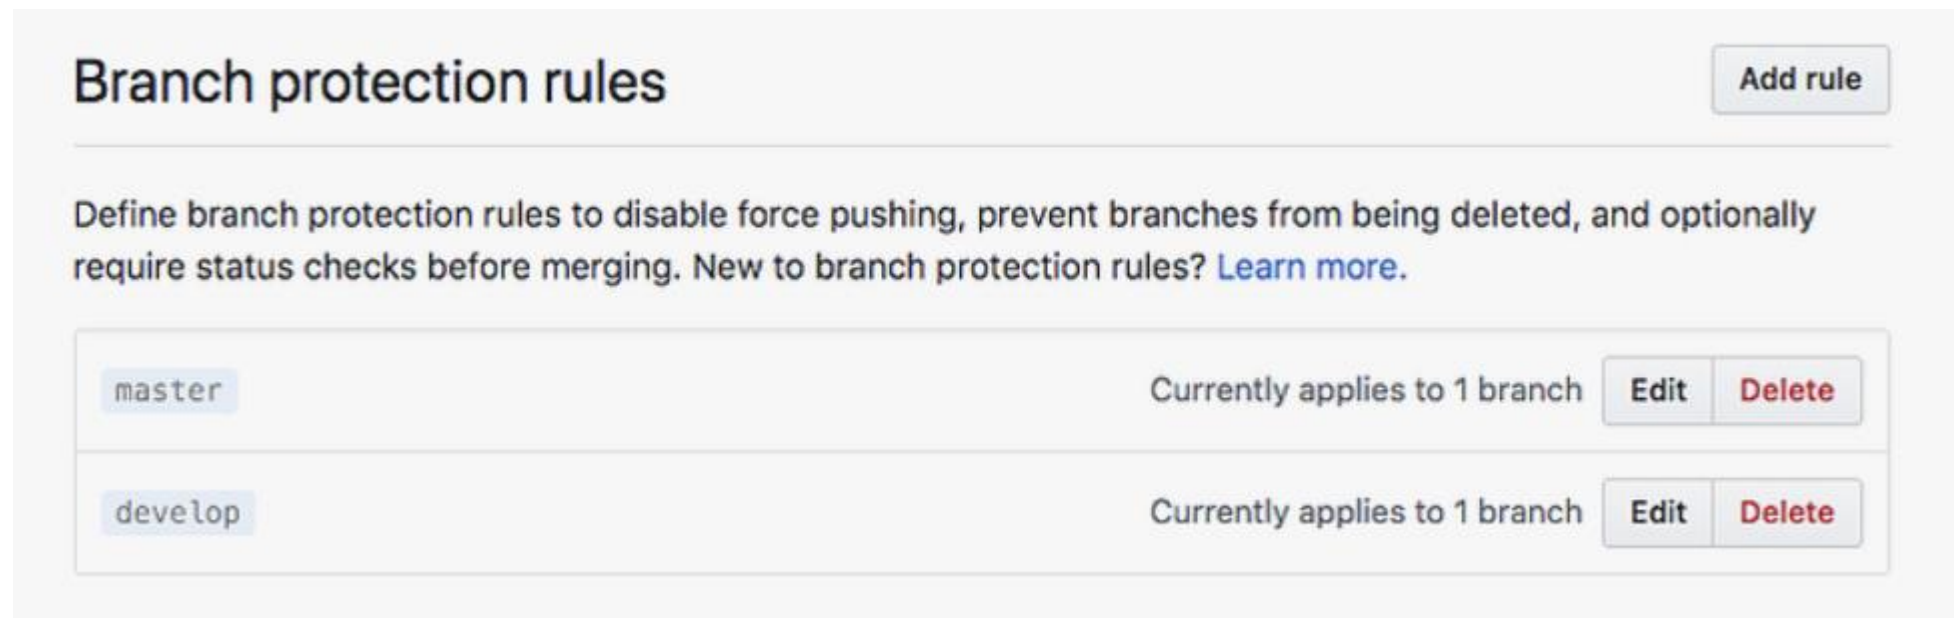 Branch protection rules
Add rule
Define branch protection rules to disable force pushing, prevent branches from being deleted, and optionally
require status checks before merging. New to branch protection rules? Learn more.
master Currently applies to 1 branch Edit Delete
develop Currently applies to 1 branch Edit Delete